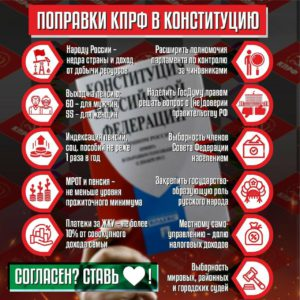 ПОПРАВКИ КПРФ В КОНСТИТУЦИЮ
Народу России -
недра страны и доход
от добычи ресурсов
Выход на пенсию:
60 - для мужчин,
55 - для женщин
Индексация пенсий,
соц. пособий не реже
1 раза в год
МРОТ и пенсия -
не меньше уровня
прожиточного минимума
Платежи за ЖКУ - не более
10% от совокупного
дохода семьи
Расширить полномочия
парламента по контролю
за чиновниками
Наделить ГосДуму правом
решать вопрос о (не)доверии
правительству РФ
Выборность членов
Совета Федерации
населением
Закрепить государство-
образующую роль
русского народа
Местному само-
управлению - долю
налоговых доходов
Выборность
мировых, районных
и городских судей
КОНСТИТУЦИЯ
РОССИЙСКОЙ
ФЕДЕРАЦИИ
СОГЛАСЕН? СТАВЬ !